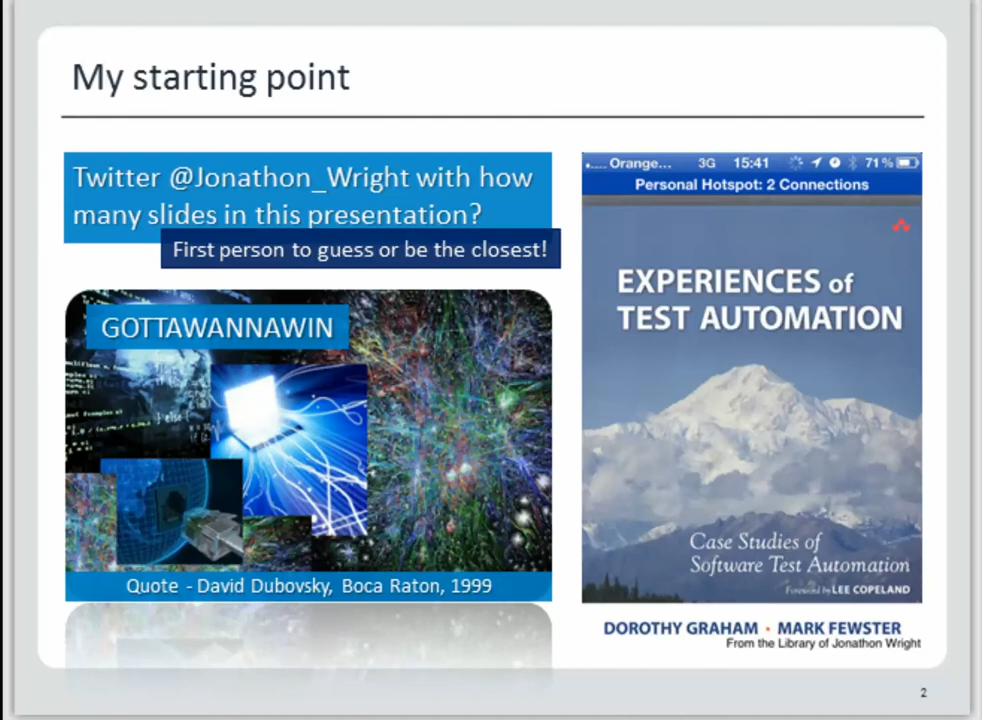 My starting point
Twitter @Jonathon_Wright with how
many slides in this presentation?
First person to guess or be the closest!
GOTTAWANNAWIN
} else {
Quote - David Dubovsky, Boca Raton, 1999
Orange... 3G 15:41 71%
Personal Hotspot: 2 Connections
EXPERIENCES of
TEST AUTOMATION
Case Studies of
Software Test Automation
Foreword by LEE COPELAND
DOROTHY GRAHAM • MARK FEWSTER
From the Library of Jonathon Wright
2